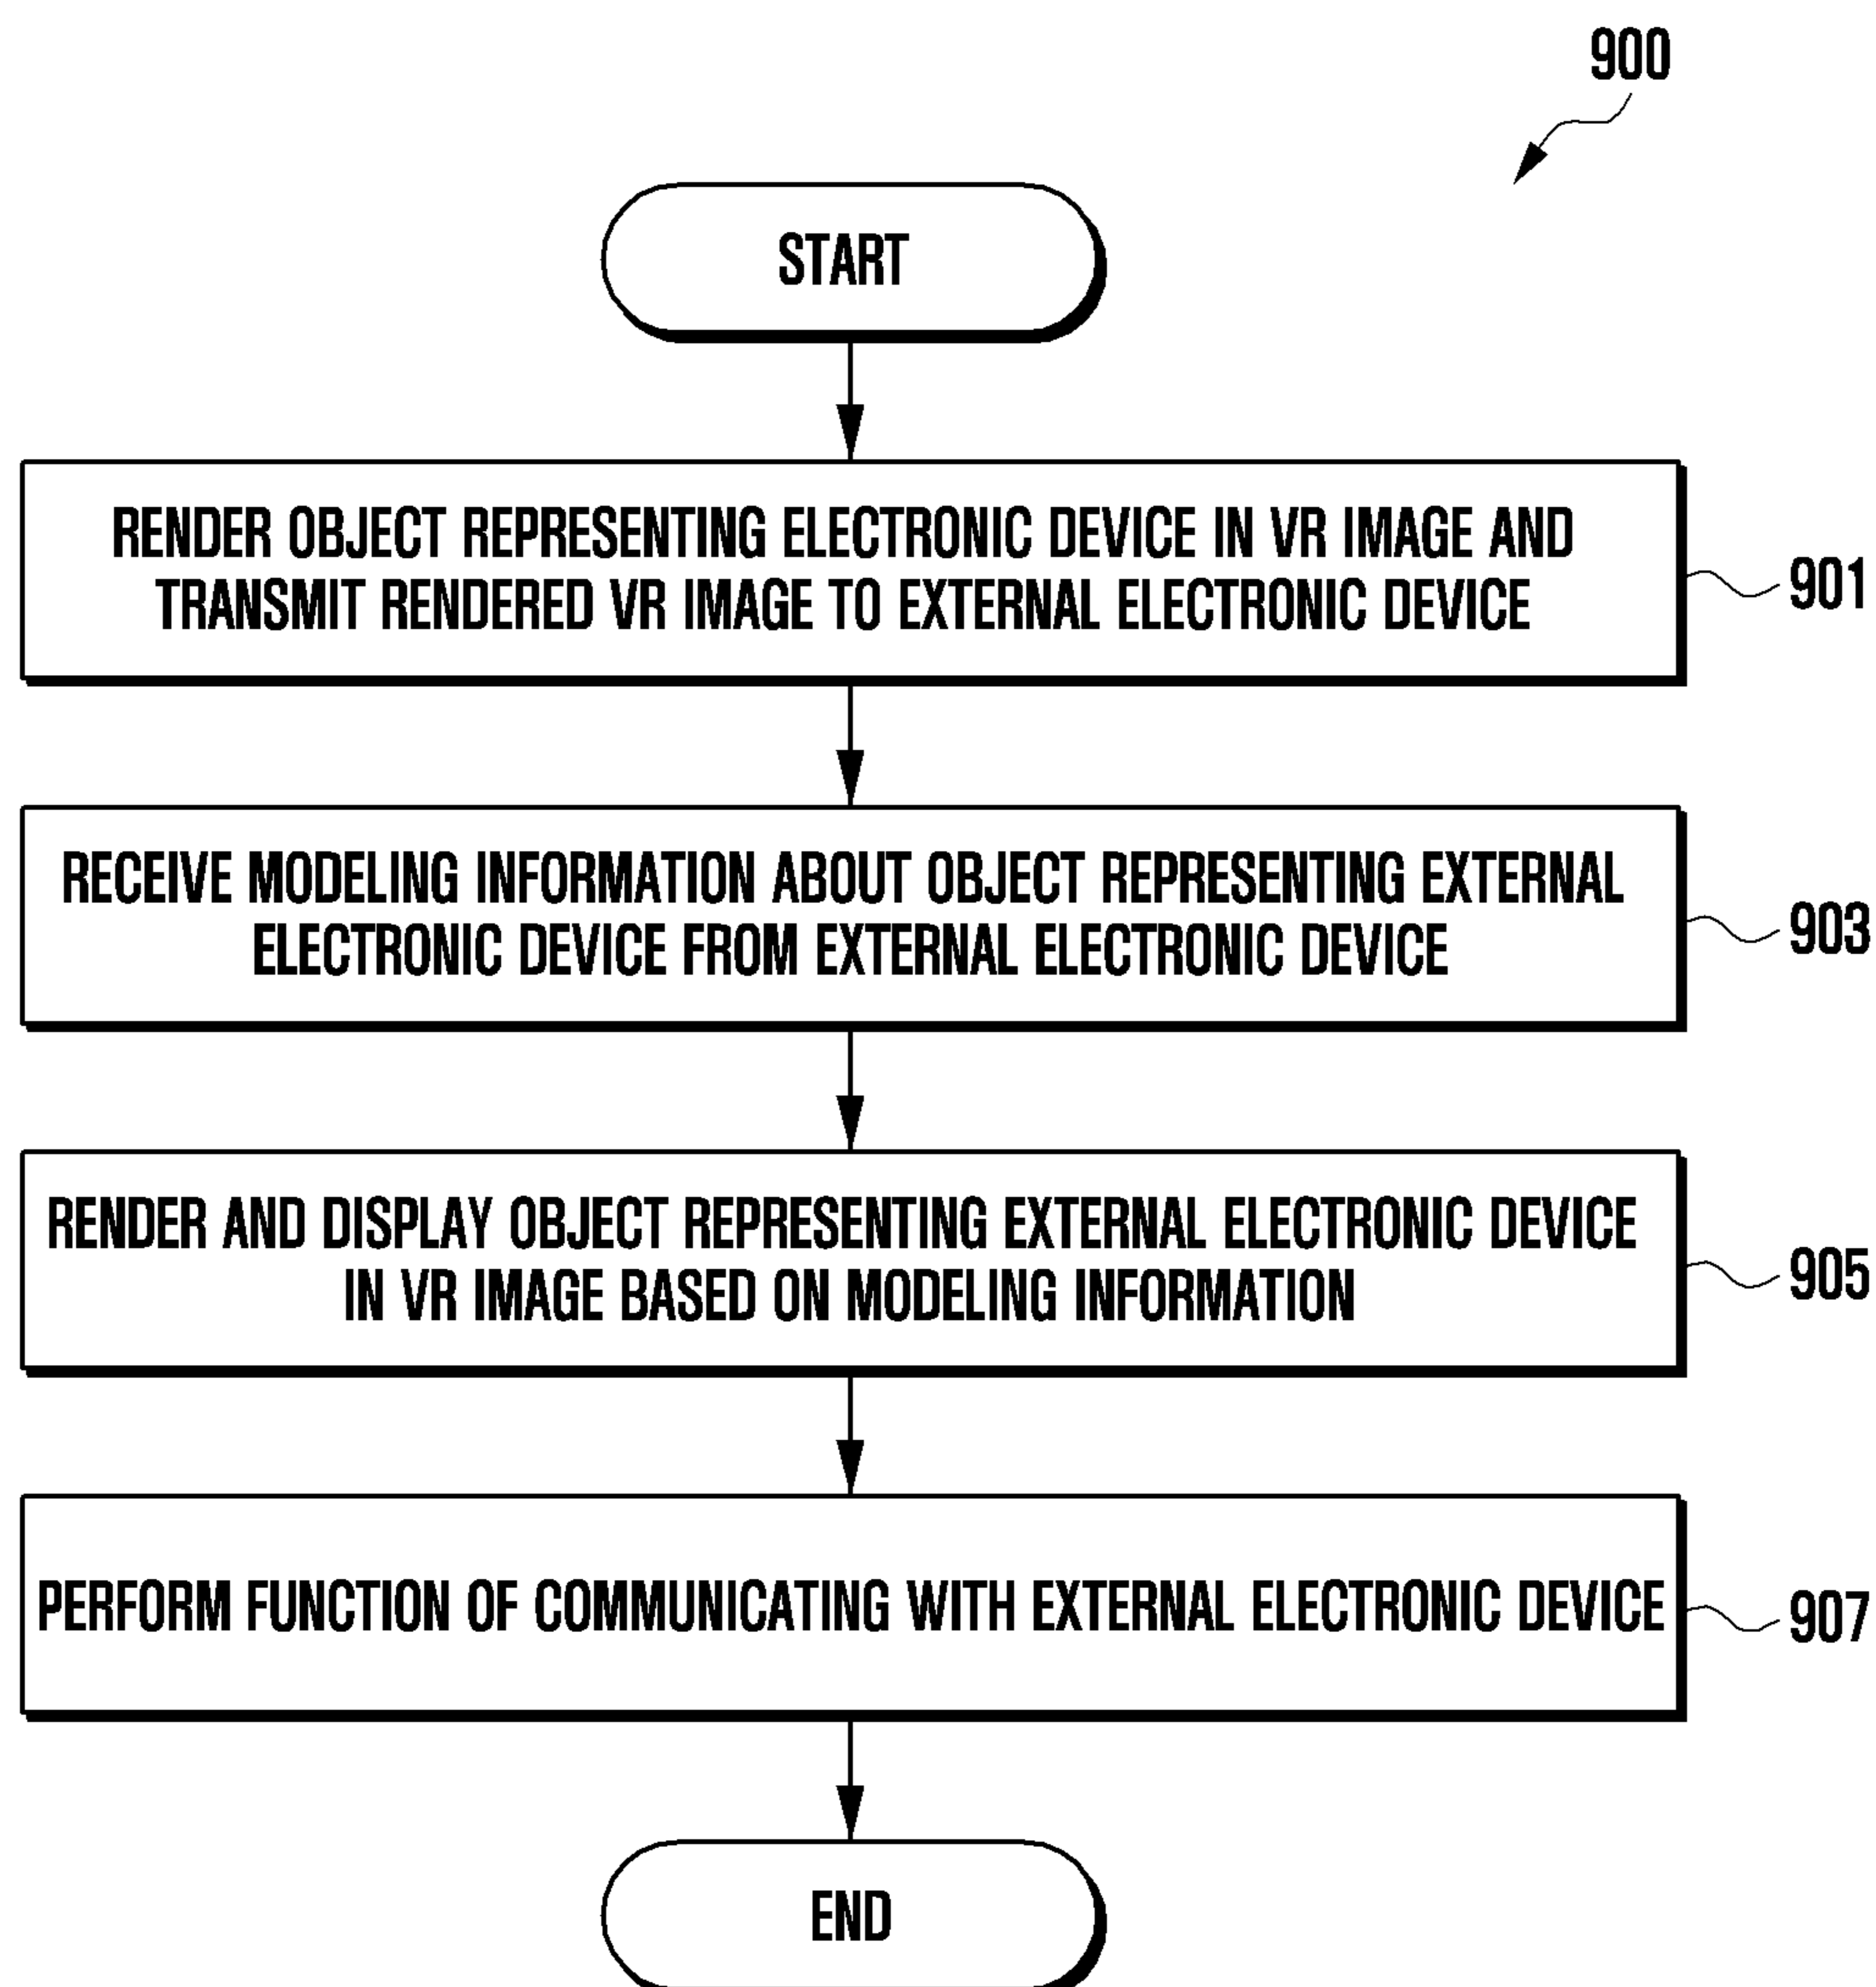 900
START
RENDER OBJECT REPRESENTING ELECTRONIC DEVICE IN VR IMAGE AND
TRANSMIT RENDERED VR IMAGE TO EXTERNAL ELECTRONIC DEVICE
901
RECEIVE MODELING INFORMATION ABOUT OBJECT REPRESENTING EXTERNAL
ELECTRONIC DEVICE FROM EXTERNAL ELECTRONIC DEVICE
903
RENDER AND DISPLAY OBJECT REPRESENTING EXTERNAL ELECTRONIC DEVICE
IN VR IMAGE BASED ON MODELING INFORMATION
905
PERFORM FUNCTION OF COMMUNICATING WITH EXTERNAL ELECTRONIC DEVICE
907
END